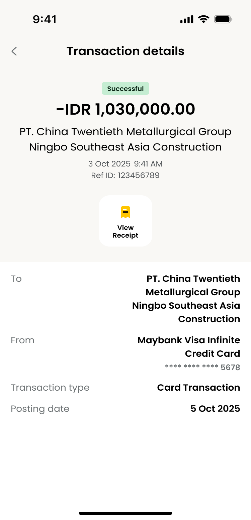 9:41
Transaction details
Successful
-IDR 1,030,000.00
PT. China Twentieth Metallurgical Group
Ningbo Southeast Asia Construction
3 Oct 2025 9:41 AM
Ref ID: 123456789
View
Receipt
To
PT. China Twentieth
Metallurgical Group
Ningbo Southeast Asia
Construction
From
Maybank Visa Infinite
Credit Card
**** **** **** 5678
Transaction type
Card Transaction
Posting date
5 Oct 2025